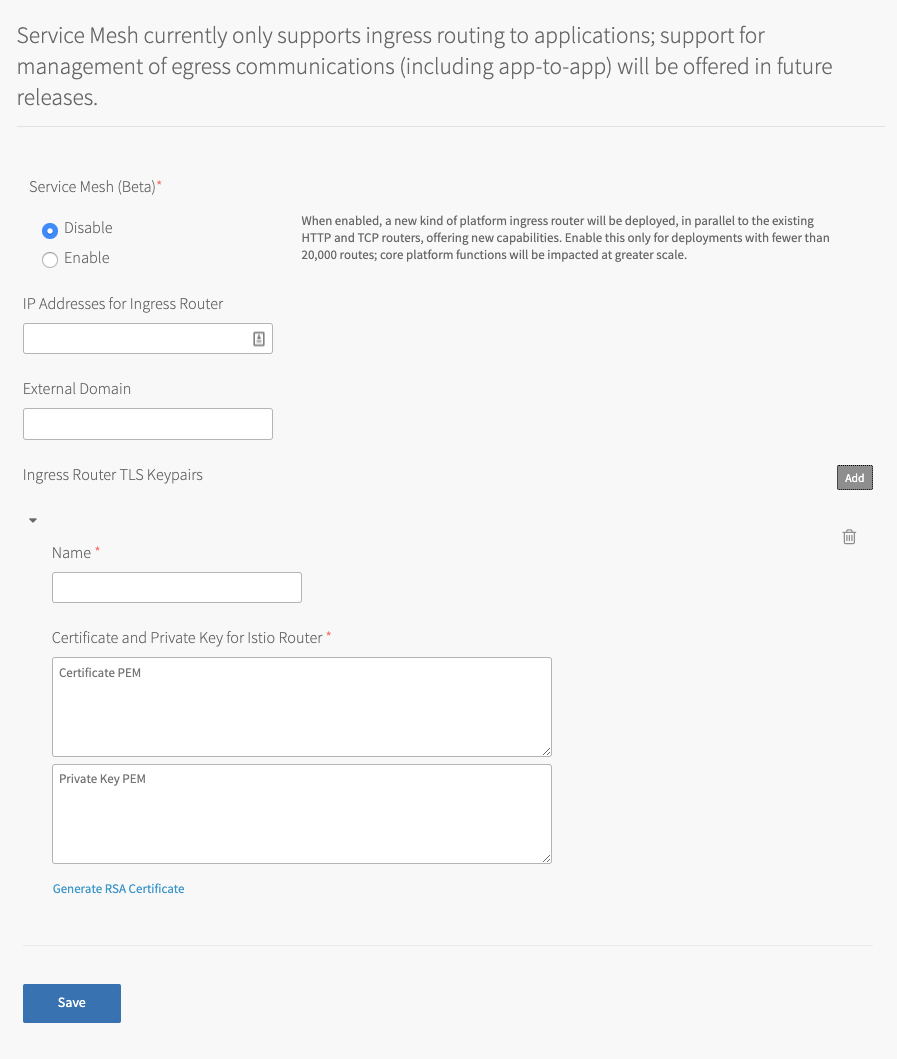 Service Mesh currently only supports ingress routing to applications; support for
management of egress communications (including app-to-app) will be offered in future
releases.
Service Mesh (Beta)*
Disable
Enable
When enabled, a new kind of platform ingress router will be deployed, in parallel to the existing
HTTP and TCP routers, offering new capabilities. Enable this only for deployments with fewer than
20,000 routes; core platform functions will be impacted at greater scale.
IP Addresses for Ingress Router
External Domain
Ingress Router TLS Keypairs
Add
Name *
Certificate and Private Key for Istio Router *
Certificate PEM
Private Key PEM
Generate RSA Certificate
Save